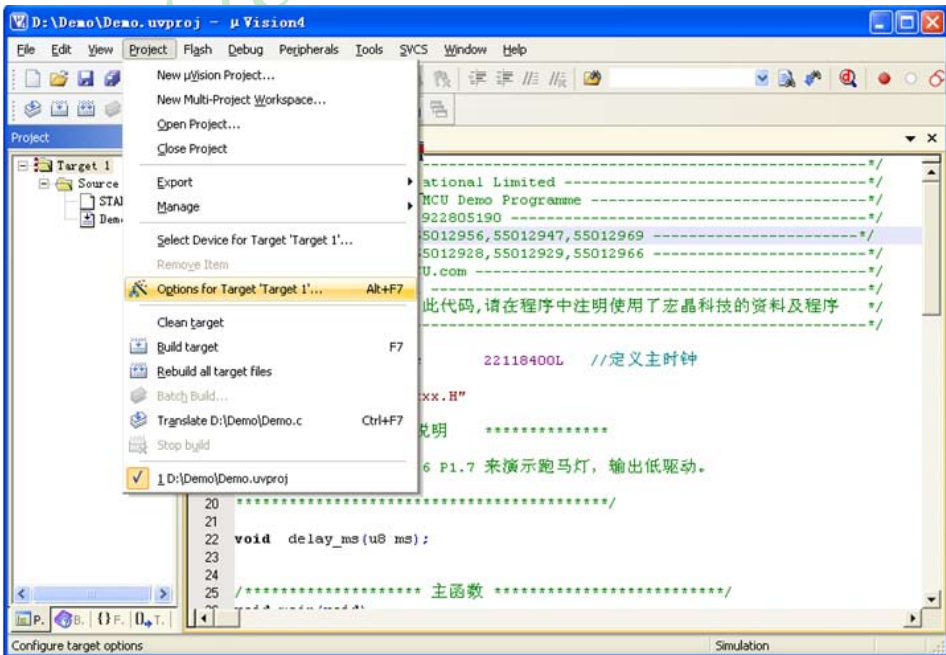 D:\Demo\Demo.uvproj - µVision4
File Edit View Project Flash Debug Peripherals Tools SVCS Window Help
New µVision Project...
New Multi-Project Workspace...
Open Project...
Close Project
Export
Manage
Select Device for Target 'Target 1'...
Remove Item
Options for Target 'Target 1'... Alt+F7
Clean target
Build target F7
Rebuild all target files
Batch Build...
Translate D:\Demo\Demo.c Ctrl+F7
Stop build
1 D:\Demo\Demo.uvproj
Project
Target 1
Source
STA
Demo
---*/
ational Limited ---*/
MCU Demo Programme ---*/
922805190 ---*/
55012956,55012947,55012969 ---*/
55012928,55012929,55012966 ---*/
U.com ---*/
---*/
此代码,请在程序中注明使用了宏晶科技的资料及程序 */
---*/
22118400L //定义主时钟
xx.H"
说明 **************
6 P1.7 来演示跑马灯，输出低驱动。
20 ******************************************/
21
22 void delay_ms(u8 ms);
23
24
25 /******************** 主函数 **************************/
P. B. {} F. T.
Configure target options
Simulation